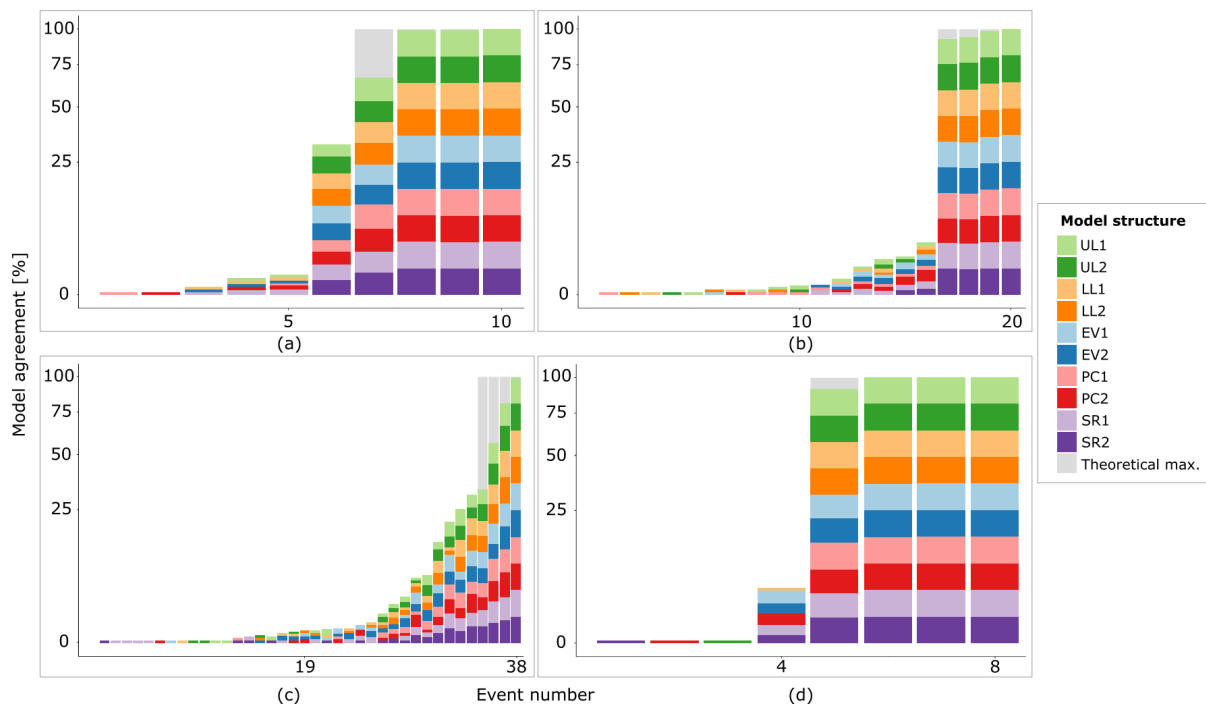 100
75
50
25
0
5
10
(a)
100
75
50
25
0
10
20
(b)
Model agreement [%]
100
75
50
25
0
19
38
(c)
100
75
50
25
0
4
8
(d)
Event number
Model structure
UL1
UL2
LL1
LL2
EV1
EV2
PC1
PC2
SR1
SR2
Theoretical max.